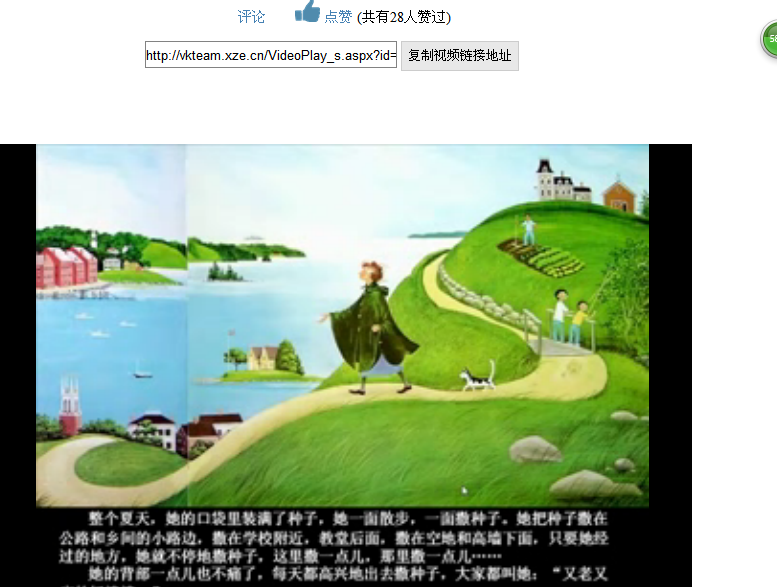 评论 点赞 (共有28人赞过)
http://vkteam.xze.cn/VideoPlay_s.aspx?id= 复制视频链接地址
58
整个夏天，她的口袋里装满了种子，她一面散步，一面撒种子。她把种子撒在
公路和乡间的小路边，撒在学校附近，教堂后面，撒在空地和高墙下面，只要她经
过的地方，她就不停地撒种子，这里撒一点儿，那里撒一点儿……
她的背部一点儿也不痛了，每天都高兴地出去撒种子，大家都叫她：“又老又